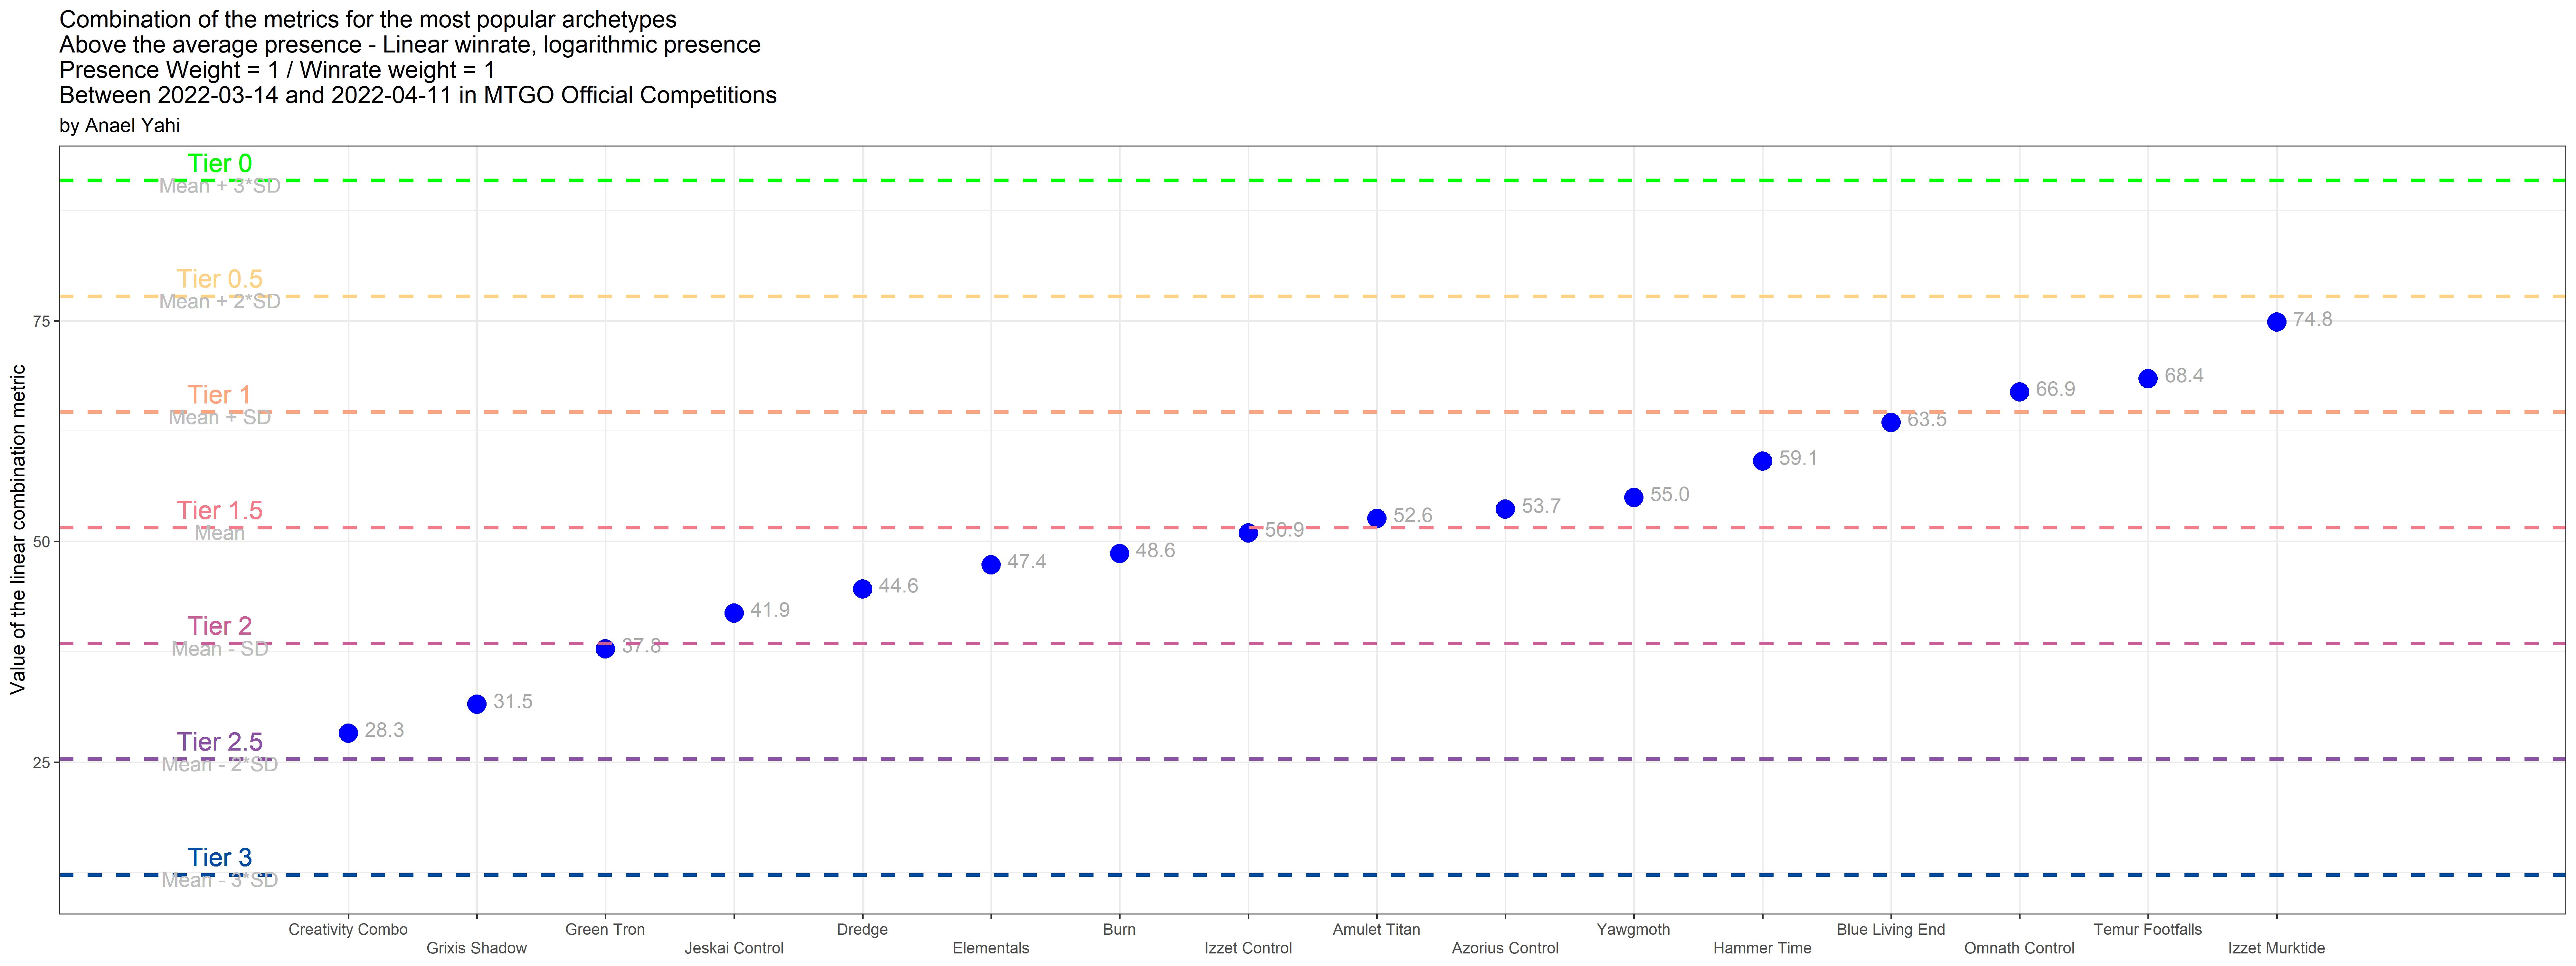 Combination of the metrics for the most popular archetypes
Above the average presence - Linear winrate, logarithmic presence
Presence Weight = 1 / Winrate weight = 1
Between 2022-03-14 and 2022-04-11 in MTGO Official Competitions
by Anael Yahi
Tier 0
Mean + 3*SD
Tier 0.5
Mean + 2*SD
75
74.8
68.4
Tier 1
66.9
Mean + SD
63.5
59.1
55.0
53.7
Tier 1.5
52.6
Mean
50.9
50
48.6
47.4
44.6
41.9
Tier 2
Mean - SD
37.8
31.5
28.3
Tier 2.5
Mean - 2*SD
25
Tier 3
Mean - 3*SD
Value of the linear combination metric
Creativity Combo
Grixis Shadow
Green Tron
Jeskai Control
Dredge
Elementals
Burn
Izzet Control
Amulet Titan
Azorius Control
Yawgmoth
Hammer Time
Blue Living End
Omnath Control
Temur Footfalls
Izzet Murktide